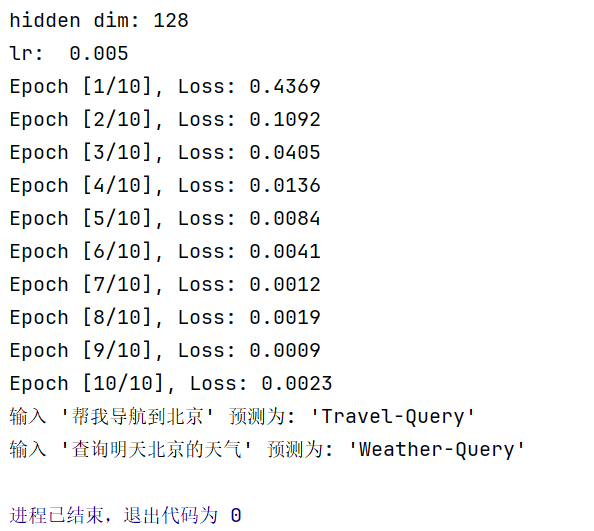 hidden dim: 128
lr:  0.005
Epoch [1/10], Loss: 0.4369
Epoch [2/10], Loss: 0.1092
Epoch [3/10], Loss: 0.0405
Epoch [4/10], Loss: 0.0136
Epoch [5/10], Loss: 0.0084
Epoch [6/10], Loss: 0.0041
Epoch [7/10], Loss: 0.0012
Epoch [8/10], Loss: 0.0019
Epoch [9/10], Loss: 0.0009
Epoch [10/10], Loss: 0.0023
输入 '帮我导航到北京' 预测为: 'Travel-Query'
输入 '查询明天北京的天气' 预测为: 'Weather-Query'
进程已结束，退出代码为 0